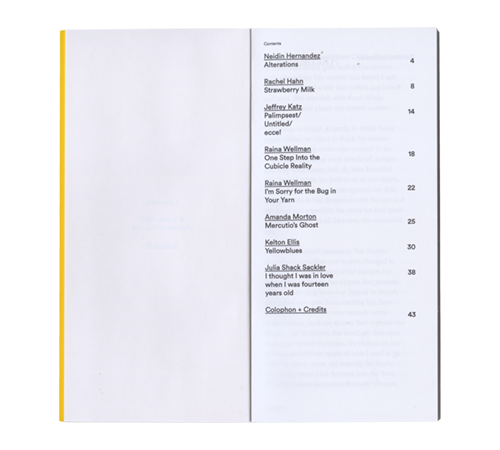 Contents
Neidin Hernandez
4
Alterations
Rachel Hahn
8
Strawberry Milk
Jeffrey Katz
14
Palimpsest/
Untitled/
ecce!
Raina Wellman
18
One Step Into the
Cubicle Reality
Raina Wellman
22
I'm Sorry for the Bug in
Your Yarn
Amanda Morton
25
Mercutio's Ghost
Kelton Ellis
30
Yellowblues
Julia Shack Sackler
38
I thought I was in love
when I was fourteen
years old
Colophon + Credits
43